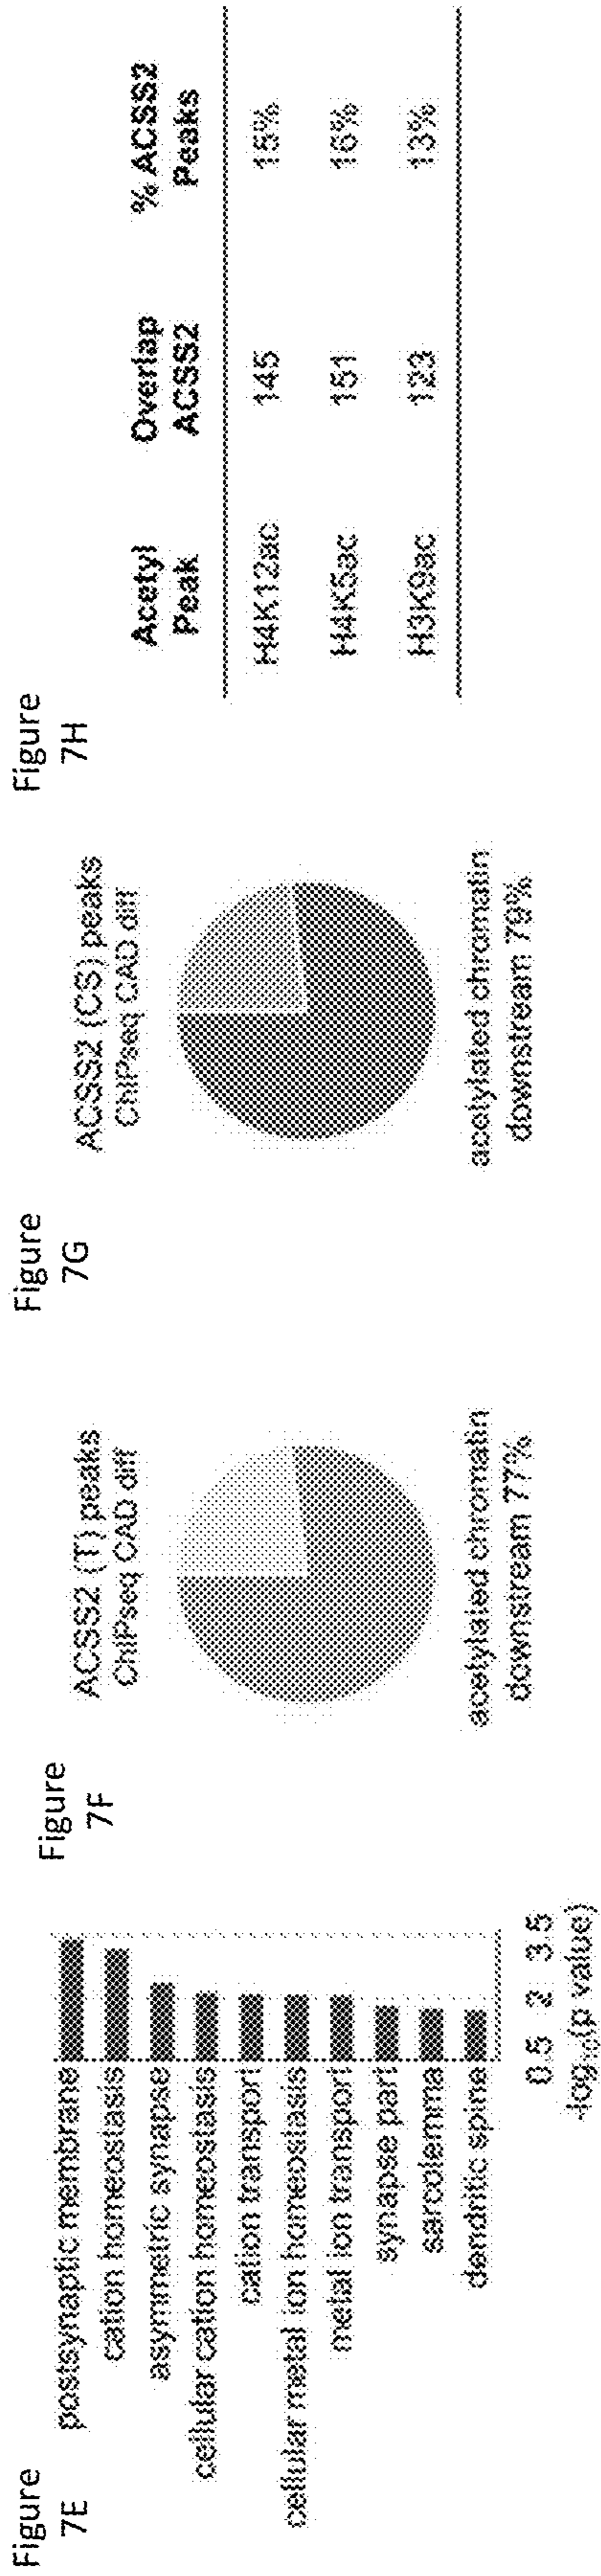 Figure
7E
postsynaptic membrane
cation homeostasis
asymmetric synapse
cellular cation homeostasis
cation transport
cellular metal ion homeostasis
metal ion transport
synapse part
sarcolemma
dendritic spine
0.5 2 3.5
-log₁₀(p value)
Figure
7F
ACSS2 (T) peaks
ChIPseq CAD diff
acetylated chromatin
downstream 77%
Figure
7G
ACSS2 (CS) peaks
ChIPseq CAD diff
acetylated chromatin
downstream 79%
Figure
7H
Acetyl Overlap % ACSS2
Peak ACSS2 Peaks
H4K12ac 145 15%
H4K5ac 151 16%
H3K9ac 123 13%